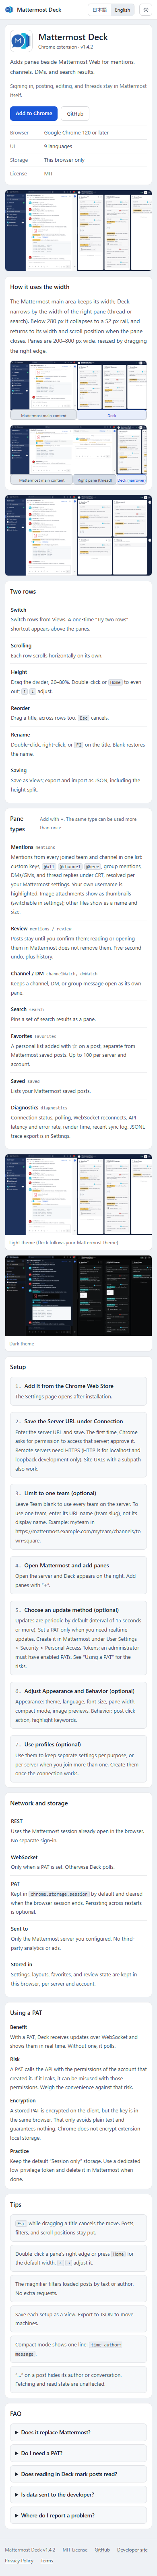 Mattermost Deck
日本語 English
Mattermost Deck
Chrome extension · v1.4.2
Adds panes beside Mattermost Web for mentions,
channels, DMs, and search results.
Signing in, posting, editing, and threads stay in Mattermost
itself.
Add to Chrome GitHub
Browser Google Chrome 120 or later
UI 9 languages
Storage This browser only
License MIT
How it uses the width
The Mattermost main area keeps its width; Deck
narrows by the width of the right pane (thread,
search). Below 280 px it collapses to a 52 px rail, and
returns to its width and scroll position when the pane
closes. Panes are 200–800 px wide, resized by dragging
the right edge.
Mattermost main content Deck
Mattermost main content Right pane (thread) Deck (narrower)
Two rows
Switch
Switch rows from Views. A one-time "Try two rows"
shortcut appears above the panes.
Scrolling
Each row scrolls horizontally on its own.
Height
Drag the divider, 20–80%. Double-click or Home to even
out; ↑ ↓ adjust.
Reorder
Drag a title, across rows too. Esc cancels.
Rename
Double-click, right-click, or F2 on the title. Blank restores
the name.
Saving
Save as Views; export and import as JSON, including the
height split.
Pane
types
Add with +. The same type can be used more
than once
Mentions mentions
Mentions from every joined team and channel in one list:
custom keys, @all @channel @here, group mentions,
DMs/GMs, and thread replies under CRT, resolved per
your Mattermost settings. Your own username is
highlighted. Image attachments show as thumbnails
(switchable in settings); other files show as a name and
size.
Review mentions / review
Posts stay until you confirm them; reading or opening
them in Mattermost does not remove them. Five-second
undo, plus history.
Channel / DM channelwatch, dmwatch
Keeps a channel, DM, or group message open as its own
pane.
Search search
Pins a set of search results as a pane.
Favorites favorites
A personal list added with ☆ on a post; separate from
Mattermost saved posts. Up to 100 per server and
account.
Saved saved
Lists your Mattermost saved posts.
Diagnostics diagnostics
Connection status, polling, WebSocket reconnects, API
latency and error rate, render time, recent sync log. JSONL
trace export is in Settings.
Light theme (Deck follows your Mattermost theme)
Dark theme
Setup
1. Add it from the Chrome Web Store
The Settings page opens after installation.
2. Save the Server URL under Connection
Enter the server URL and save. The first time, Chrome
asks for permission to access that server; approve it.
Remote servers need HTTPS (HTTP is for localhost and
loopback development only). Site URLs with a subpath
also work.
3. Limit to one team (optional)
Leave Team blank to use every team on the server. To
use one team, enter its URL name (team slug), not its
display name. Example: myteam in
https://mattermost.example.com/myteam/channels/to
wn-square.
4. Open Mattermost and add panes
Open the server and Deck appears on the right. Add
panes with "+".
5. Choose an update method (optional)
Updates are periodic by default (interval of 15 seconds
or more). Set a PAT only when you need realtime
updates. Create it in Mattermost under User Settings
> Security > Personal Access Tokens; an administrator
must have enabled PATs. See "Using a PAT" for the
risks.
6. Adjust Appearance and Behavior (optional)
Appearance: theme, language, font size, pane width,
compact mode, image previews. Behavior: post click
action, highlight keywords.
7. Use profiles (optional)
Use them to keep separate settings per purpose, or
per server when you join more than one. Create them
once the connection works.
Network and storage
REST
Uses the Mattermost session already open in the browser.
No separate sign-in.
WebSocket
Only when a PAT is set. Otherwise Deck polls.
PAT
Kept in chrome.storage.session by default and cleared
when the browser session ends. Persisting across restarts
is optional.
Sent to
Only the Mattermost server you configured. No third-
party analytics or ads.
Stored in
Settings, layouts, favorites, and review state are kept in
this browser, per server and account.
Using a PAT
Benefit
With a PAT, Deck receives updates over WebSocket and
shows them in real time. Without one, it polls.
Risk
A PAT calls the API with the permissions of the account that
created it. If it leaks, it can be misused with those
permissions. Weigh the convenience against that risk.
Encryption
A stored PAT is encrypted on the client, but the key is in
the same browser. That only avoids plain text and
guarantees nothing. Chrome does not encrypt extension
local storage.
Practice
Keep the default "Session only" storage. Use a dedicated
low-privilege token and delete it in Mattermost when
done.
Tips
Esc while dragging a title cancels the move. Posts,
filters, and scroll positions stay put.
Double-click a pane's right edge or press Home for
the default width. ← → adjust it.
The magnifier filters loaded posts by text or author.
No extra requests.
Save each setup as a View. Export to JSON to move
machines.
Compact mode shows one line: time author:
message.
"…" on a post hides its author or conversation.
Fetching and read state are unaffected.
FAQ
▶ Does it replace Mattermost?
▶ Do I need a PAT?
▶ Does reading in Deck mark posts read?
▶ Is data sent to the developer?
▶ Where do I report a problem?
Mattermost Deck v1.4.2 MIT License GitHub Developer site
Privacy Policy Terms